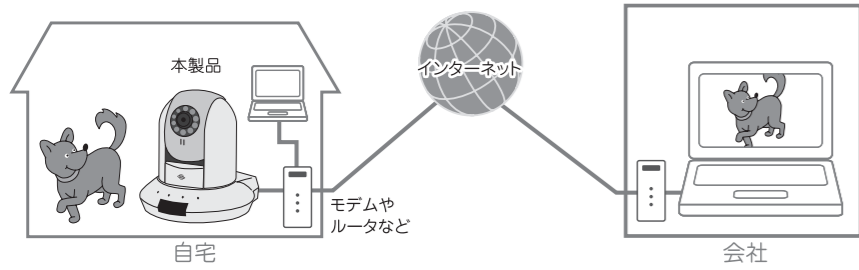 本製品
インターネット
モデムや
ルータなど
自宅
会社